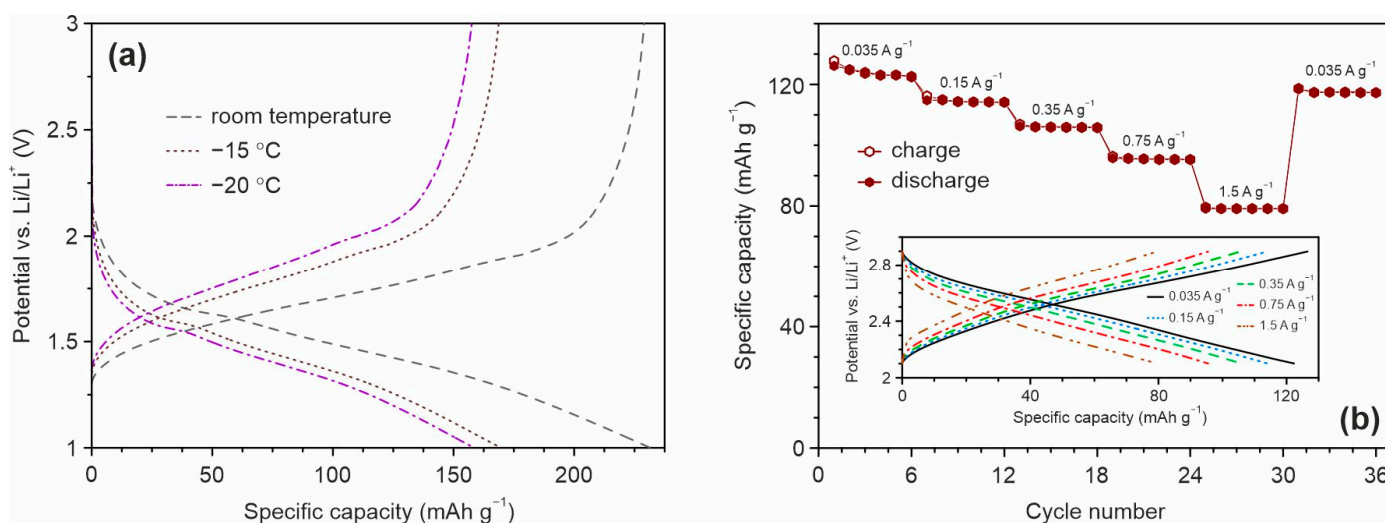 (a)
Potential vs. Li/Li⁺ (V)
3
2.5
2
1.5
1
room temperature
−15 °C
−20 °C
0 50 100 150 200
Specific capacity (mAh g⁻¹)
(b)
Specific capacity (mAh g⁻¹)
120
80
40
0
0.035 A g⁻¹
0.15 A g⁻¹
0.35 A g⁻¹
0.75 A g⁻¹
1.5 A g⁻¹
0.035 A g⁻¹
charge
discharge
Potential vs. Li/Li⁺ (V)
2.8
2.4
2
0.035 A g⁻¹
0.15 A g⁻¹
0.35 A g⁻¹
0.75 A g⁻¹
1.5 A g⁻¹
0 40 80 120
Specific capacity (mAh g⁻¹)
0 6 12 18 24 30 36
Cycle number